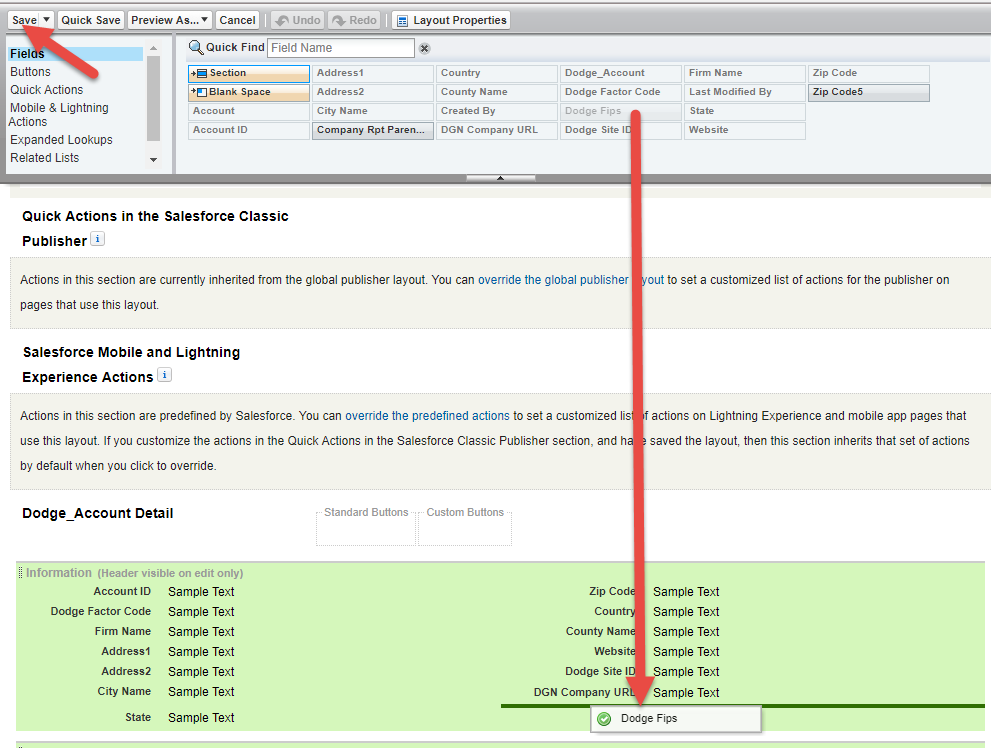 Save Quick Save Preview As... Cancel Undo Redo Layout Properties
Fields
Buttons
Quick Actions
Mobile & Lightning
Actions
Expanded Lookups
Related Lists
Quick Find Field Name
Section Address1 Country Dodge_Account Firm Name Zip Code
Blank Space Address2 County Name Dodge Factor Code Last Modified By Zip Code5
Account City Name Created By Dodge Fips State
Account ID Company Rpt Paren... DGN Company URL Dodge Site ID Website
Quick Actions in the Salesforce Classic
Publisher i
Actions in this section are currently inherited from the global publisher layout. You can override the global publisher layout to set a customized list of actions for the publisher on
pages that use this layout.
Salesforce Mobile and Lightning
Experience Actions i
Actions in this section are predefined by Salesforce. You can override the predefined actions to set a customized list of actions on Lightning Experience and mobile app pages that
use this layout. If you customize the actions in the Quick Actions in the Salesforce Classic Publisher section, and have saved the layout, then this section inherits that set of actions
by default when you click to override.
Dodge_Account Detail Standard Buttons Custom Buttons
Information (Header visible on edit only)
Account ID Sample Text Zip Code Sample Text
Dodge Factor Code Sample Text Country Sample Text
Firm Name Sample Text County Name Sample Text
Address1 Sample Text Website Sample Text
Address2 Sample Text Dodge Site ID Sample Text
City Name Sample Text DGN Company URL Sample Text
State Sample Text Dodge Fips